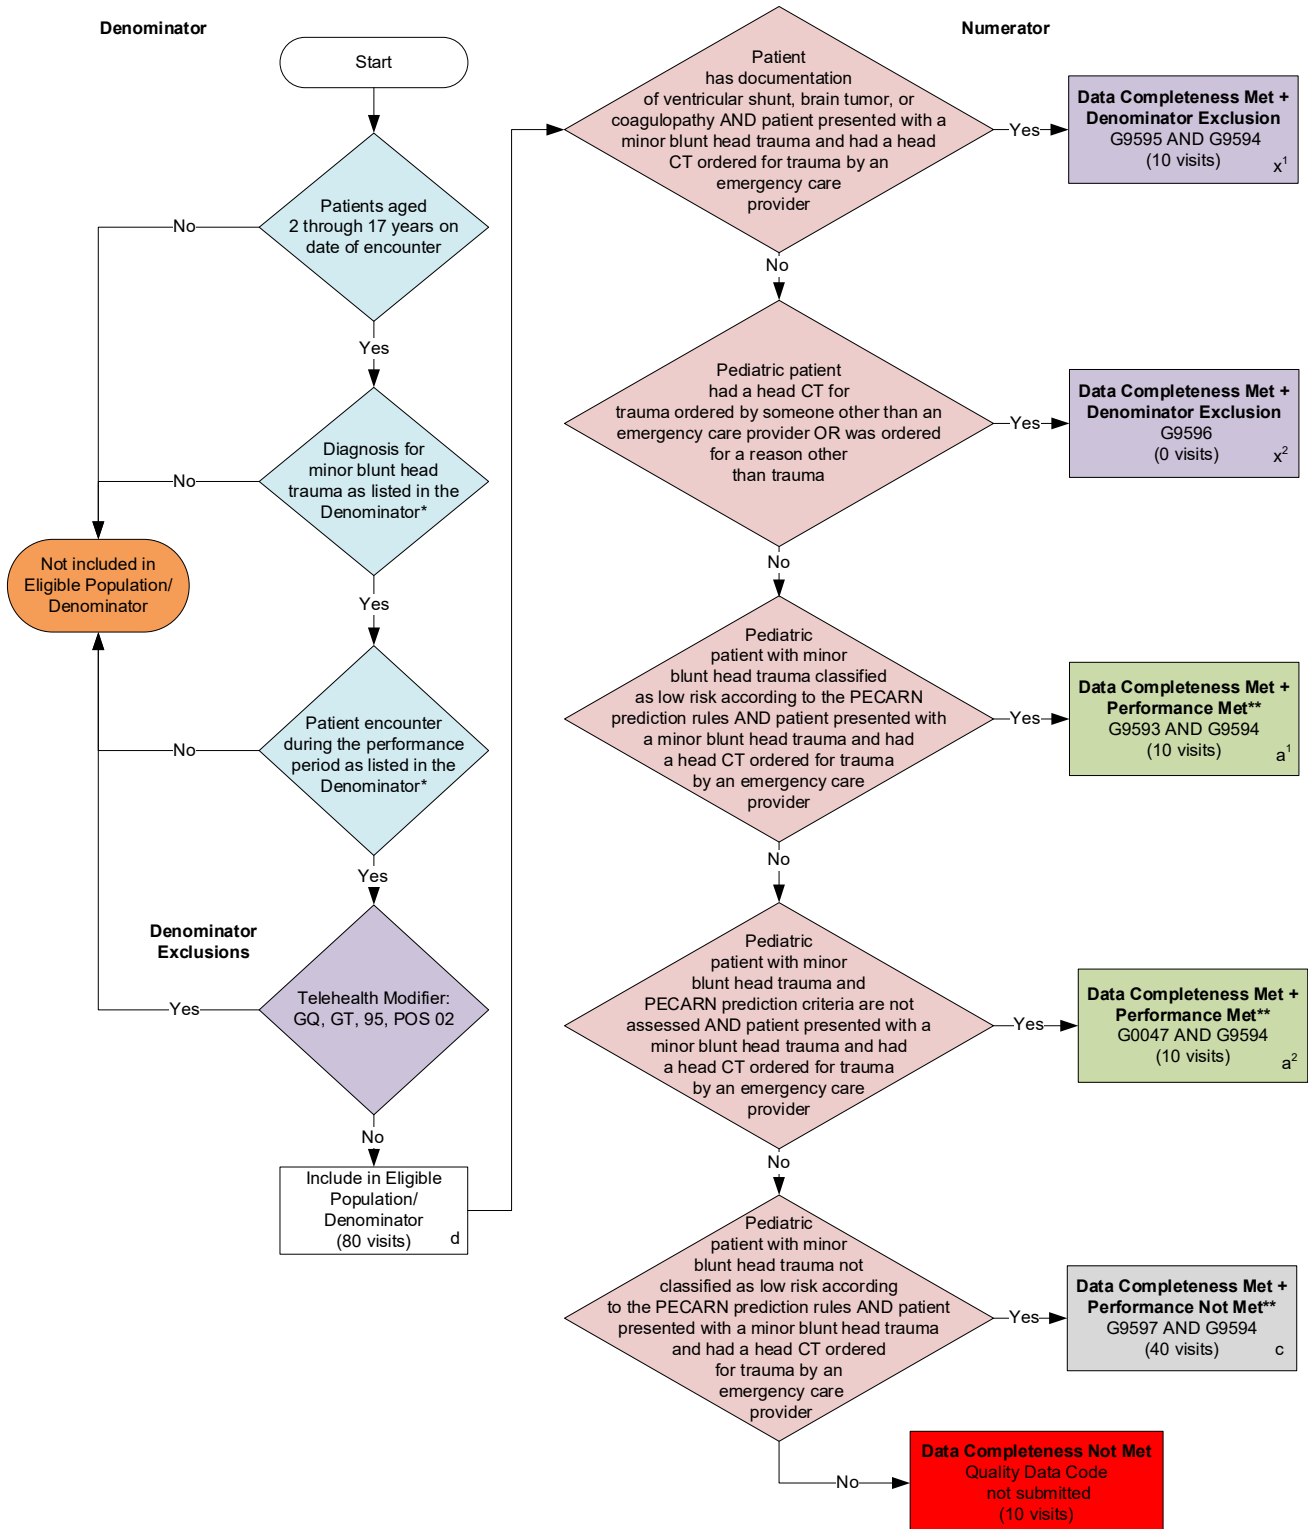 Denominator
Start
Patients aged
2 through 17 years on
date of encounter
No
Yes
Diagnosis for
minor blunt head
trauma as listed in the
Denominator*
No
Not included in
Eligible Population/
Denominator
Yes
Patient encounter
during the performance
period as listed in the
Denominator*
No
Yes
Denominator
Exclusions
Telehealth Modifier:
GQ, GT, 95, POS 02
Yes
No
Include in Eligible
Population/
Denominator
(80 visits)
d
Numerator
Patient
has documentation
of ventricular shunt, brain tumor, or
coagulopathy AND patient presented with a
minor blunt head trauma and had a head
CT ordered for trauma by an
emergency care
provider
Yes
Data Completeness Met +
Denominator Exclusion
G9595 AND G9594
(10 visits)
x¹
No
Pediatric patient
had a head CT for
trauma ordered by someone other than an
emergency care provider OR was ordered
for a reason other
than trauma
Yes
Data Completeness Met +
Denominator Exclusion
G9596
(0 visits)
x²
No
Pediatric
patient with minor
blunt head trauma classified
as low risk according to the PECARN
prediction rules AND patient presented with
a minor blunt head trauma and had
a head CT ordered for trauma
by an emergency care
provider
Yes
Data Completeness Met +
Performance Met**
G9593 AND G9594
(10 visits)
a¹
No
Pediatric
patient with minor
blunt head trauma and
PECARN prediction criteria are not
assessed AND patient presented with a
minor blunt head trauma and had
a head CT ordered for trauma
by an emergency care
provider
Yes
Data Completeness Met +
Performance Met**
G0047 AND G9594
(10 visits)
a²
No
Pediatric
patient with minor
blunt head trauma not
classified as low risk according
to the PECARN prediction rules AND patient
presented with a minor blunt head trauma
and had a head CT ordered
for trauma by an
emergency care
provider
Yes
Data Completeness Met +
Performance Not Met**
G9597 AND G9594
(40 visits)
c
No
Data Completeness Not Met
Quality Data Code
not submitted
(10 visits)